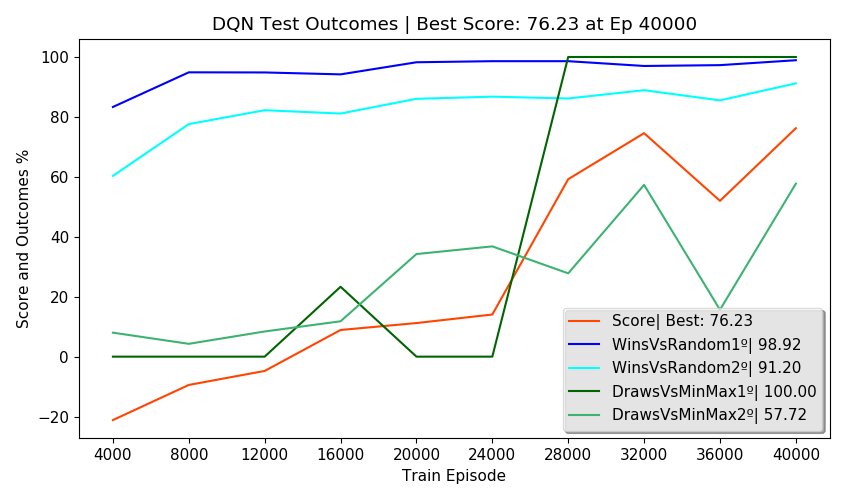 DQN Test Outcomes | Best Score: 76.23 at Ep 40000
Score and Outcomes %
100
80
60
40
20
0
−20
Score| Best: 76.23
WinsVsRandom1º| 98.92
WinsVsRandom2º| 91.20
DrawsVsMinMax1º| 100.00
DrawsVsMinMax2º| 57.72
4000 8000 12000 16000 20000 24000 28000 32000 36000 40000
Train Episode